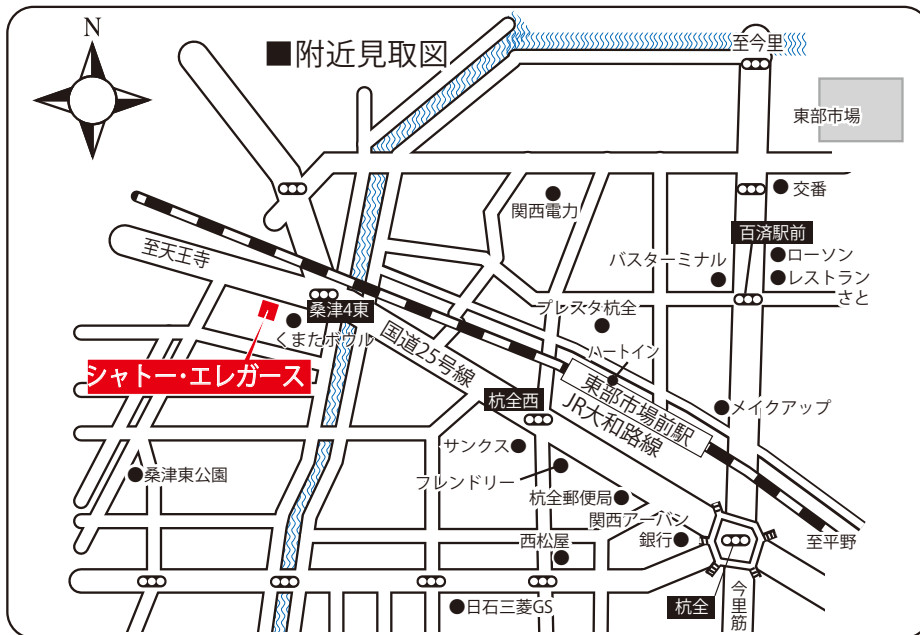 N
■附近見取図
至今里
東部市場
交番
関西電力
百済駅前
ローソン
バスターミナル
レストラン
さと
至天王寺
桑津4東
プレスタ杭全
くまたボウル
国道25号線
ハートイン
シャトー・エレガース
東部市場前駅
JR大和路線
杭全西
メイクアップ
サンクス
桑津東公園
フレンドリー
杭全郵便局
関西アーバン
銀行
至平野
西松屋
日石三菱GS
杭全
今里筋